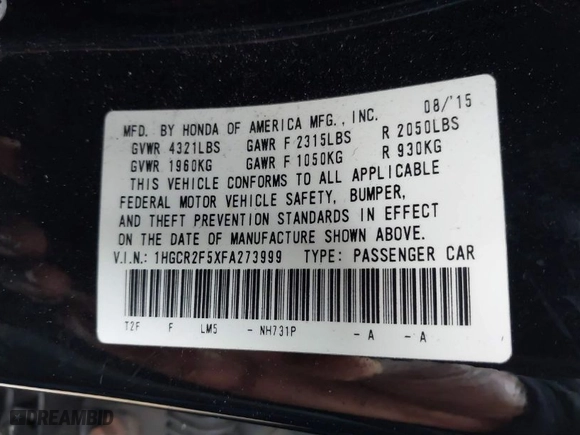 MFD. BY HONDA OF AMERICA MFG., INC. 08/'15
GVWR 4321LBS GAWR F 2315LBS R 2050LBS
GVWR 1960KG GAWR F 1050KG R 930KG
THIS VEHICLE CONFORMS TO ALL APPLICABLE
FEDERAL MOTOR VEHICLE SAFETY, BUMPER,
AND THEFT PREVENTION STANDARDS IN EFFECT
ON THE DATE OF MANUFACTURE SHOWN ABOVE.
V.I.N.: 1HGCR2F5XFA273999 TYPE: PASSENGER CAR
T2F F LM5 - NH731P - A - A
DREAMBID